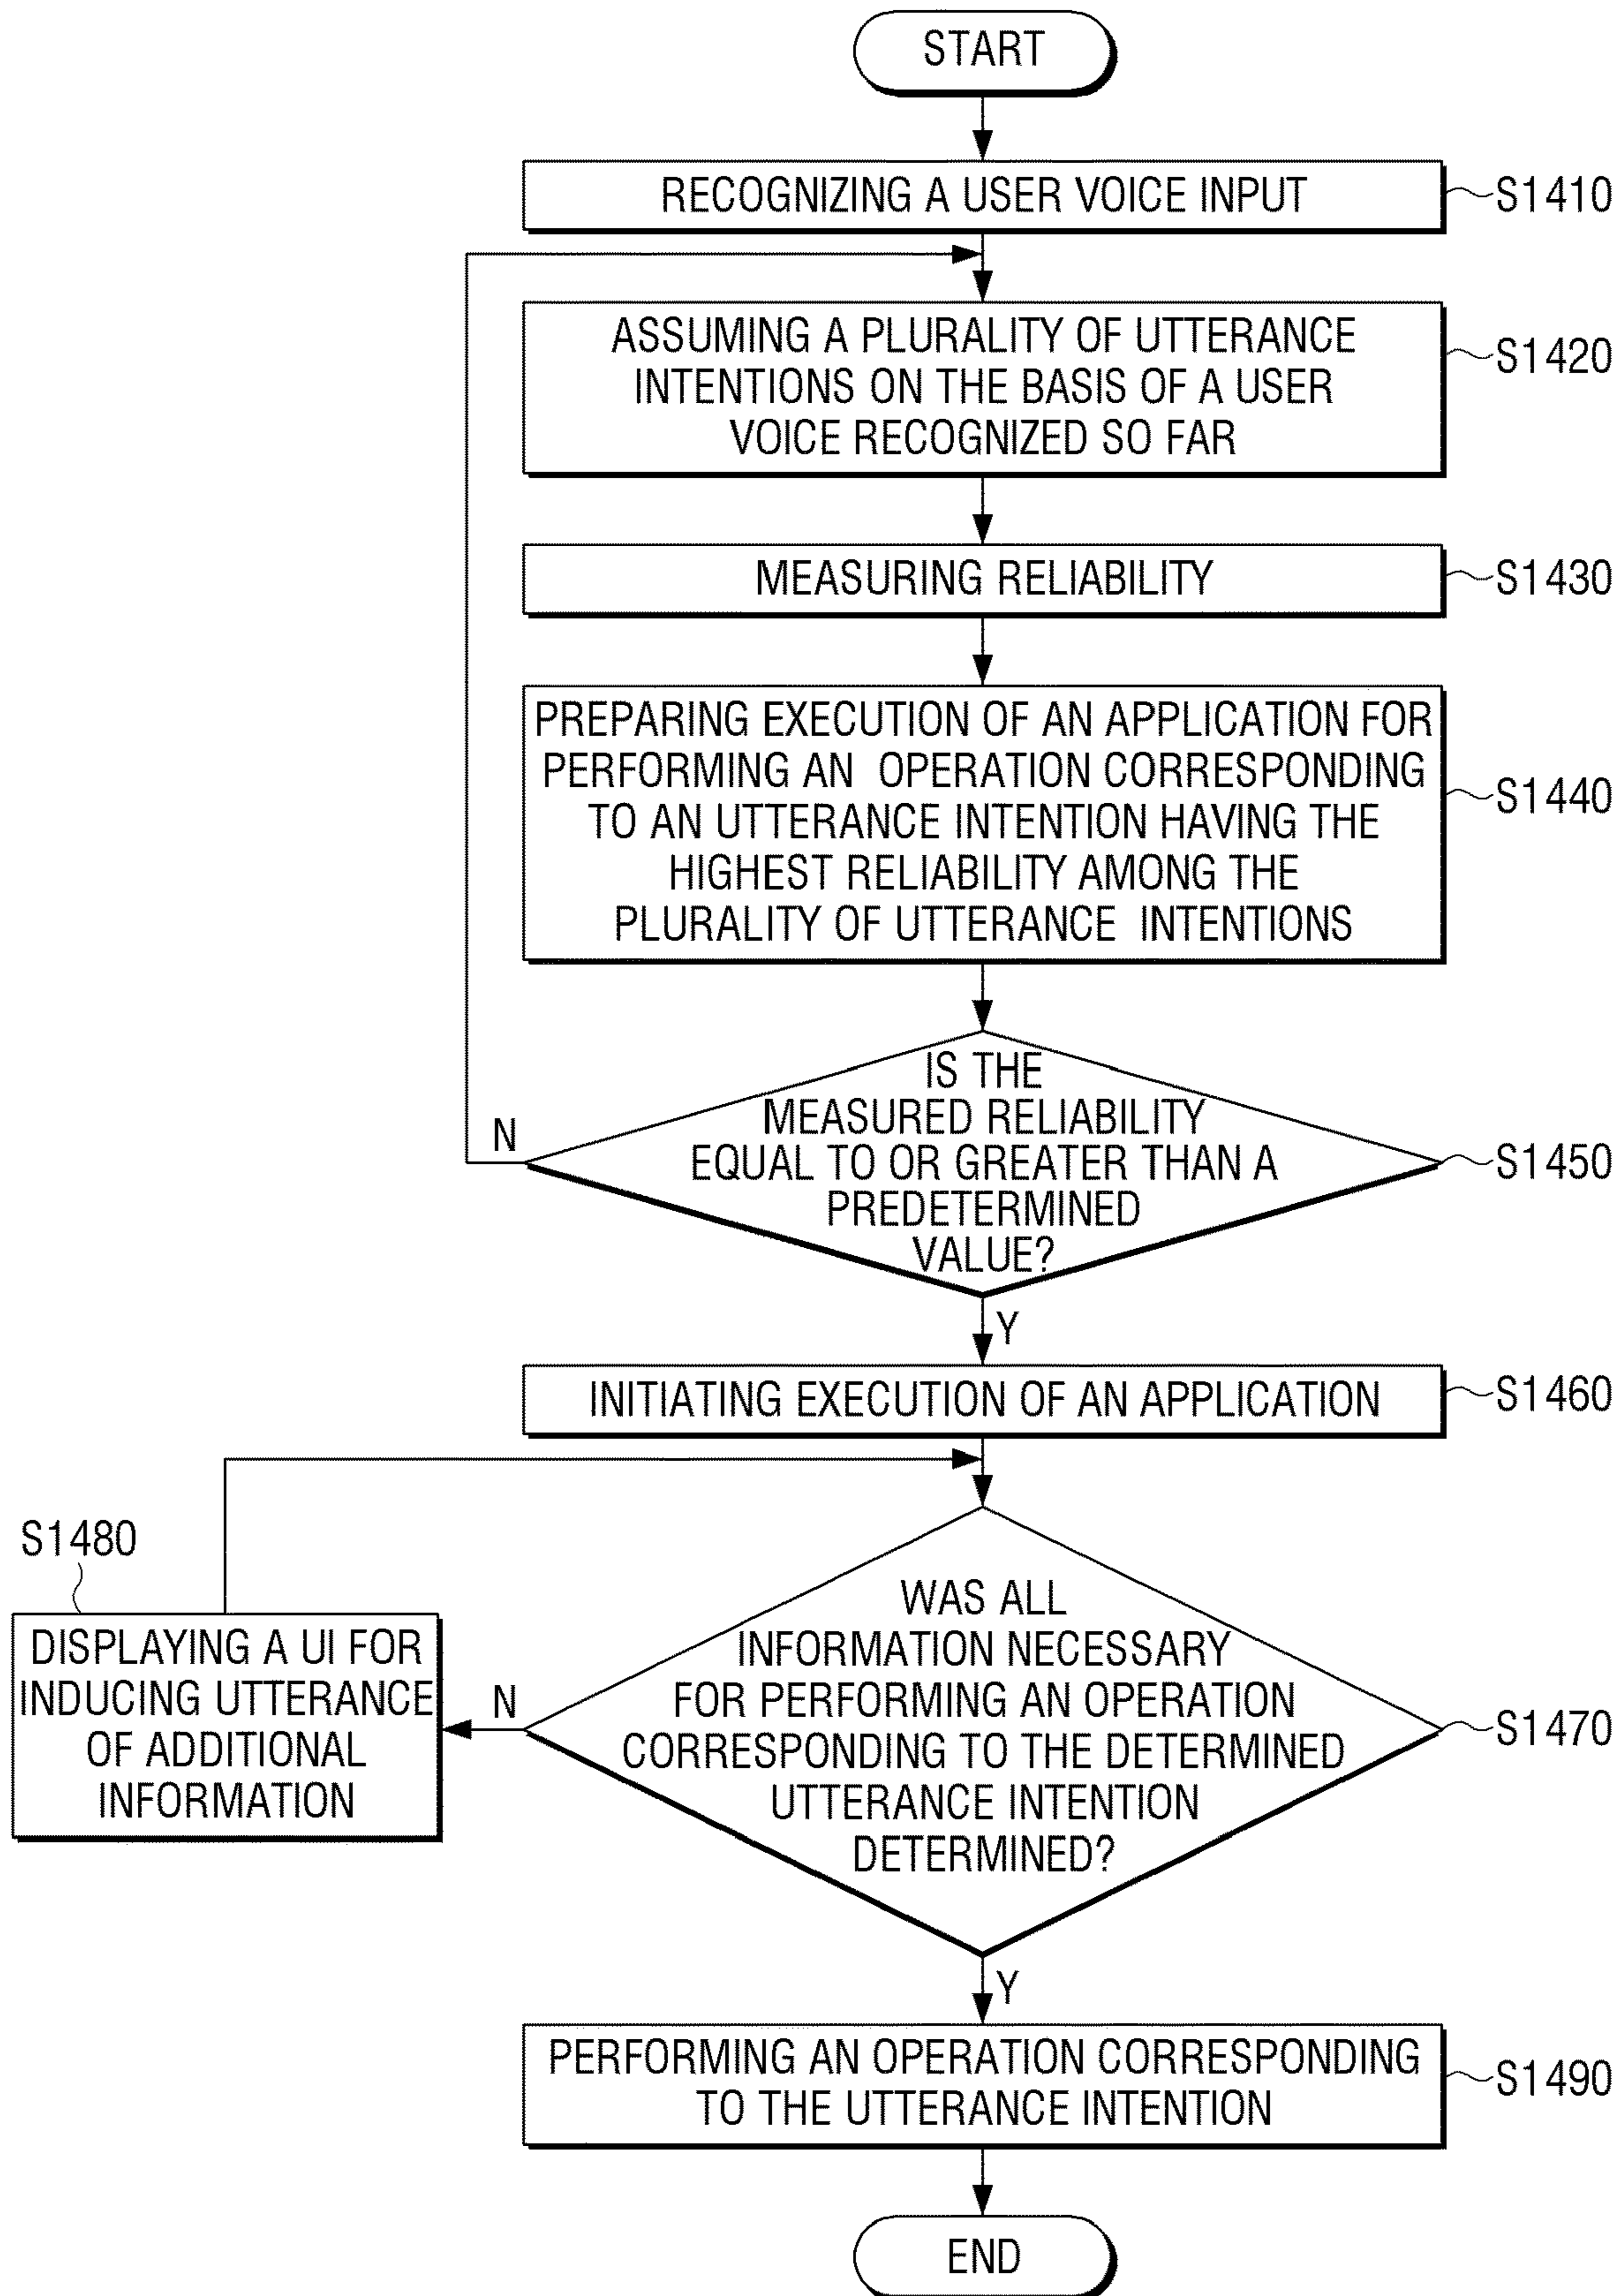 START
RECOGNIZING A USER VOICE INPUT
S1410
ASSUMING A PLURALITY OF UTTERANCE
INTENTIONS ON THE BASIS OF A USER
VOICE RECOGNIZED SO FAR
S1420
MEASURING RELIABILITY
S1430
PREPARING EXECUTION OF AN APPLICATION FOR
PERFORMING AN OPERATION CORRESPONDING
TO AN UTTERANCE INTENTION HAVING THE
HIGHEST RELIABILITY AMONG THE
PLURALITY OF UTTERANCE INTENTIONS
S1440
IS THE
MEASURED RELIABILITY
EQUAL TO OR GREATER THAN A
PREDETERMINED
VALUE?
S1450
N
Y
INITIATING EXECUTION OF AN APPLICATION
S1460
WAS ALL
INFORMATION NECESSARY
FOR PERFORMING AN OPERATION
CORRESPONDING TO THE DETERMINED
UTTERANCE INTENTION
DETERMINED?
S1470
N
S1480
DISPLAYING A UI FOR
INDUCING UTTERANCE
OF ADDITIONAL
INFORMATION
Y
PERFORMING AN OPERATION CORRESPONDING
TO THE UTTERANCE INTENTION
S1490
END